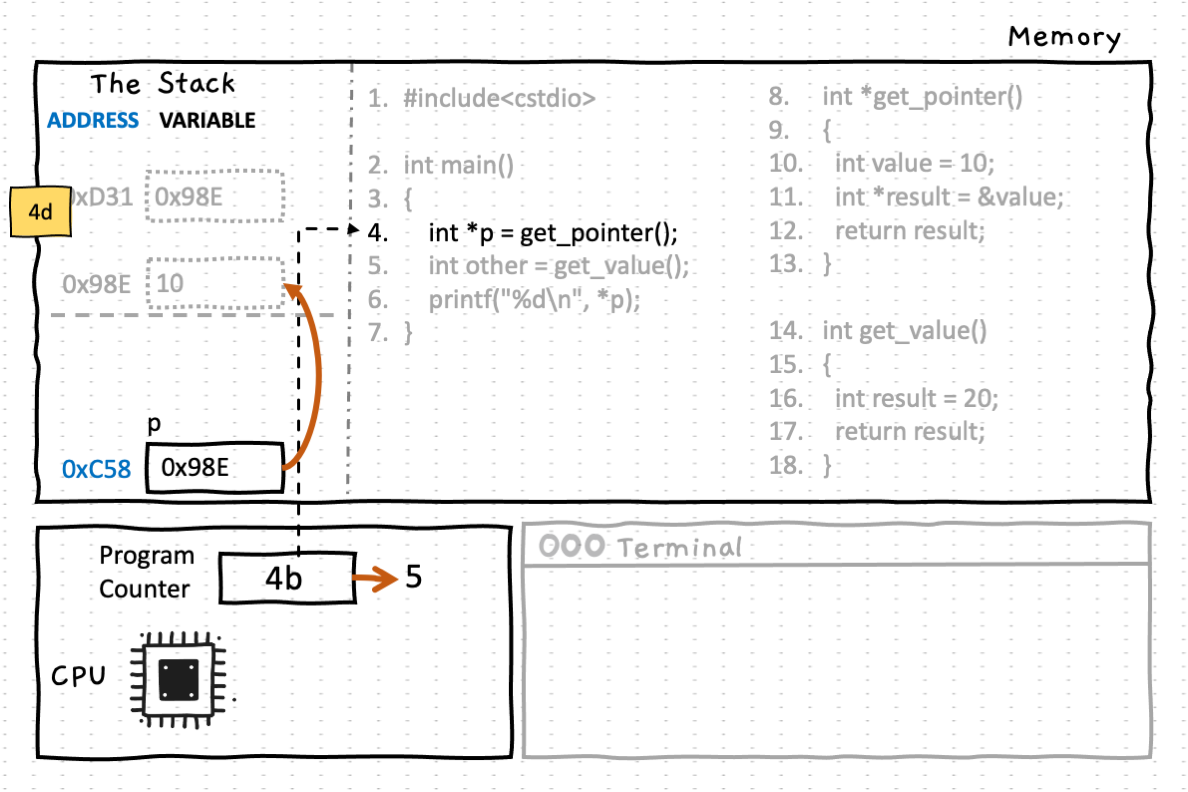 Memory
The Stack
ADDRESS VARIABLE
4d
0xD31 0x98E
0x98E 10
p
0xC58 0x98E
1. #include<cstdio>
2. int main()
3. {
4. int *p = get_pointer();
5. int other = get_value();
6. printf("%d\n", *p);
7. }
8. int *get_pointer()
9. {
10. int value = 10;
11. int *result = &value;
12. return result;
13. }
14. int get_value()
15. {
16. int result = 20;
17. return result;
18. }
Program
Counter
4b
5
CPU
Terminal